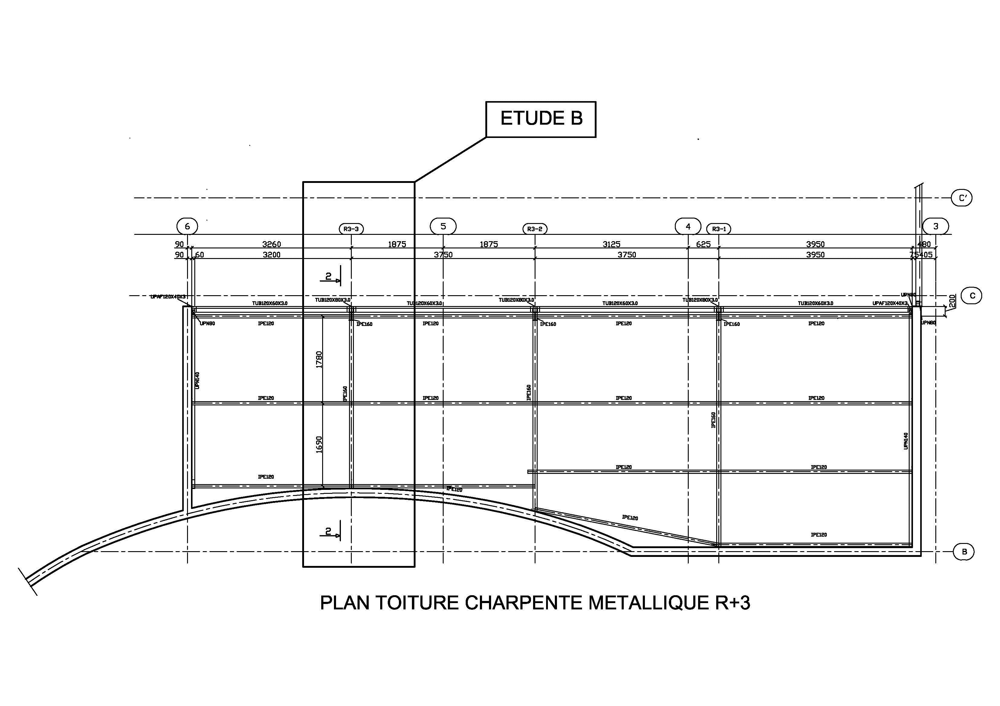 ETUDE B
C'
6
R3-3
5
R3-2
4
R3-1
3
90 3260 1875 1875 3125 625 3950 480
90 60 3200 3750 3750 3950 75 405
2
C
200
UPAF120X40X3
TUB120X60X3.0
TUB120X80X3.0
TUB120X60X3.0
TUB120X80X3.0
TUB120X60X3.0
TUB120X80X3.0
TUB120X60X3.0
UPAF120X40X3
UPN80
UPN80
IPE120
IPE160
IPE120
IPE160
IPE120
IPE160
IPE120
UPN80
1780
UPN140
IPE160
IPE160
IPE120
IPE120
IPE120
IPE120
IPE160
1690
UPN140
IPE120
IPE120
IPE120
IPE120
IPE120
2
IPE120
B
PLAN TOITURE CHARPENTE METALLIQUE R+3